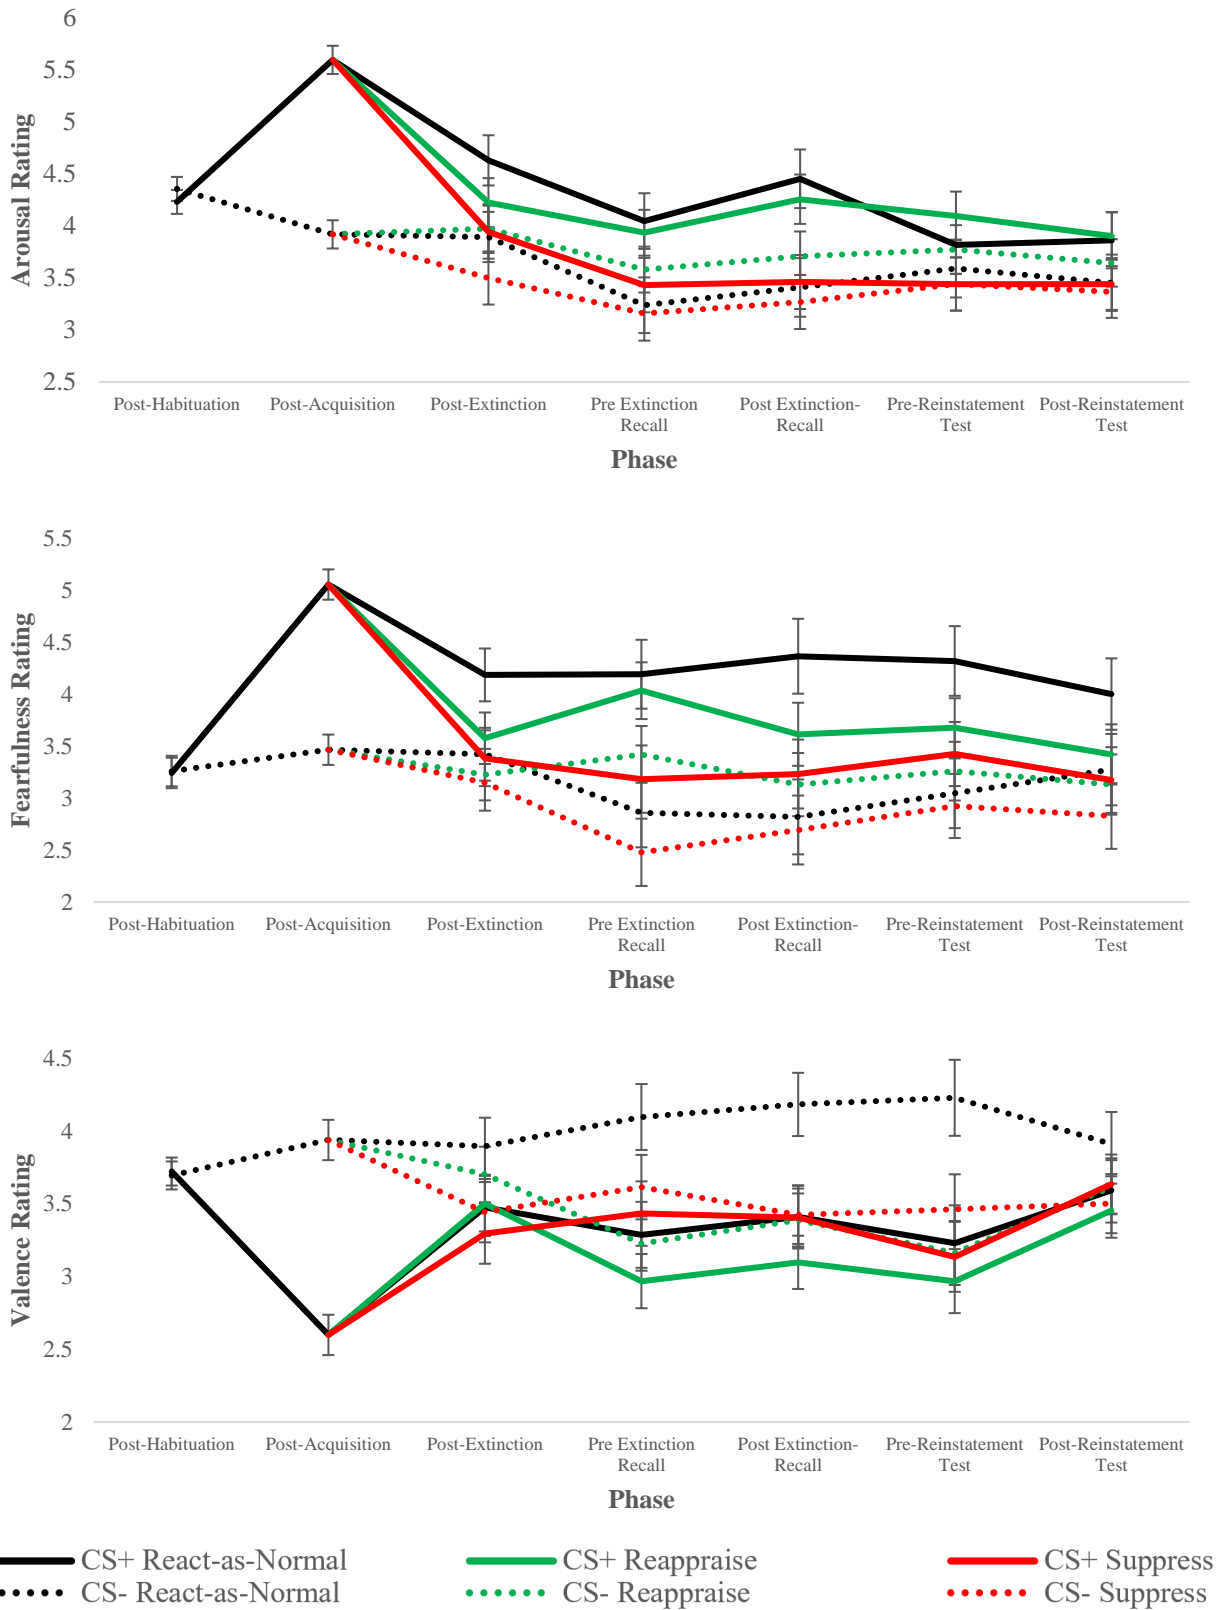 6
5.5
5
4.5
4
3.5
3
2.5
Arousal Rating
Post-Habituation Post-Acquisition Post-Extinction Pre Extinction Post Extinction- Pre-Reinstatement Post-Reinstatement
Recall Recall Test Test
Phase
5.5
5
4.5
4
3.5
3
2.5
2
Fearfulness Rating
Post-Habituation Post-Acquisition Post-Extinction Pre Extinction Post Extinction- Pre-Reinstatement Post-Reinstatement
Recall Recall Test Test
Phase
4.5
4
3.5
3
2.5
2
Valence Rating
Post-Habituation Post-Acquisition Post-Extinction Pre Extinction Post Extinction- Pre-Reinstatement Post-Reinstatement
Recall Recall Test Test
Phase
CS+ React-as-Normal CS+ Reappraise CS+ Suppress
CS- React-as-Normal CS- Reappraise CS- Suppress